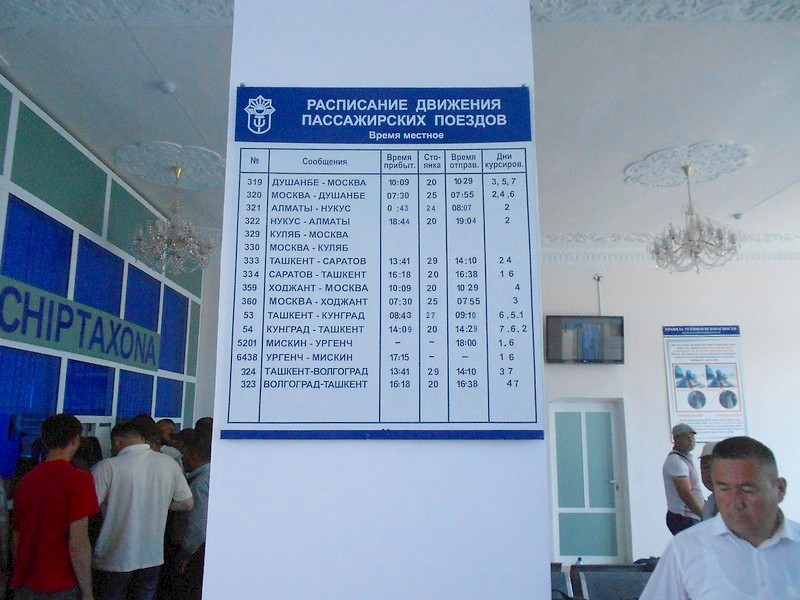 РАСПИСАНИЕ ДВИЖЕНИЯ
ПАССАЖИРСКИХ ПОЕЗДОВ
Время местное
№ Сообщения Время прибыт. Сто-янка Время отправ. Дни курсиров.
319 ДУШАНБЕ - МОСКВА 10:09 20 10:29 3, 5, 7
320 МОСКВА - ДУШАНБЕ 07:30 25 07:55 2,4,6
321 АЛМАТЫ - НУКУС :43 24 08:07 2
322 НУКУС - АЛМАТЫ 18:44 20 19:04 2
329 КУЛЯБ - МОСКВА
330 МОСКВА - КУЛЯБ
333 ТАШКЕНТ - САРАТОВ 13:41 29 14:10 2 4
334 САРАТОВ - ТАШКЕНТ 16:18 20 16:38 1 6
359 ХОДЖАНТ - МОСКВА 10:09 20 10 29 4
360 МОСКВА - ХОДЖАНТ 07:30 25 07 55 3
53 ТАШКЕНТ - КУНГРАД 08:43 27 09:10 6,5.1
54 КУНГРАД - ТАШКЕНТ 14:09 20 14:29 7.6.2
5201 МИСКИН - УРГЕНЧ – – 18:00 1.6
6438 УРГЕНЧ - МИСКИН 17:15 – – 1 6
324 ТАШКЕНТ-ВОЛГОГРАД 13:41 29 14:10 3 7
323 ВОЛГОГРАД-ТАШКЕНТ 16:18 20 16:38 4 7
CHIPTAXONA
ПРАВИЛА ТЕХНИКИ БЕЗОПАСНОСТИ